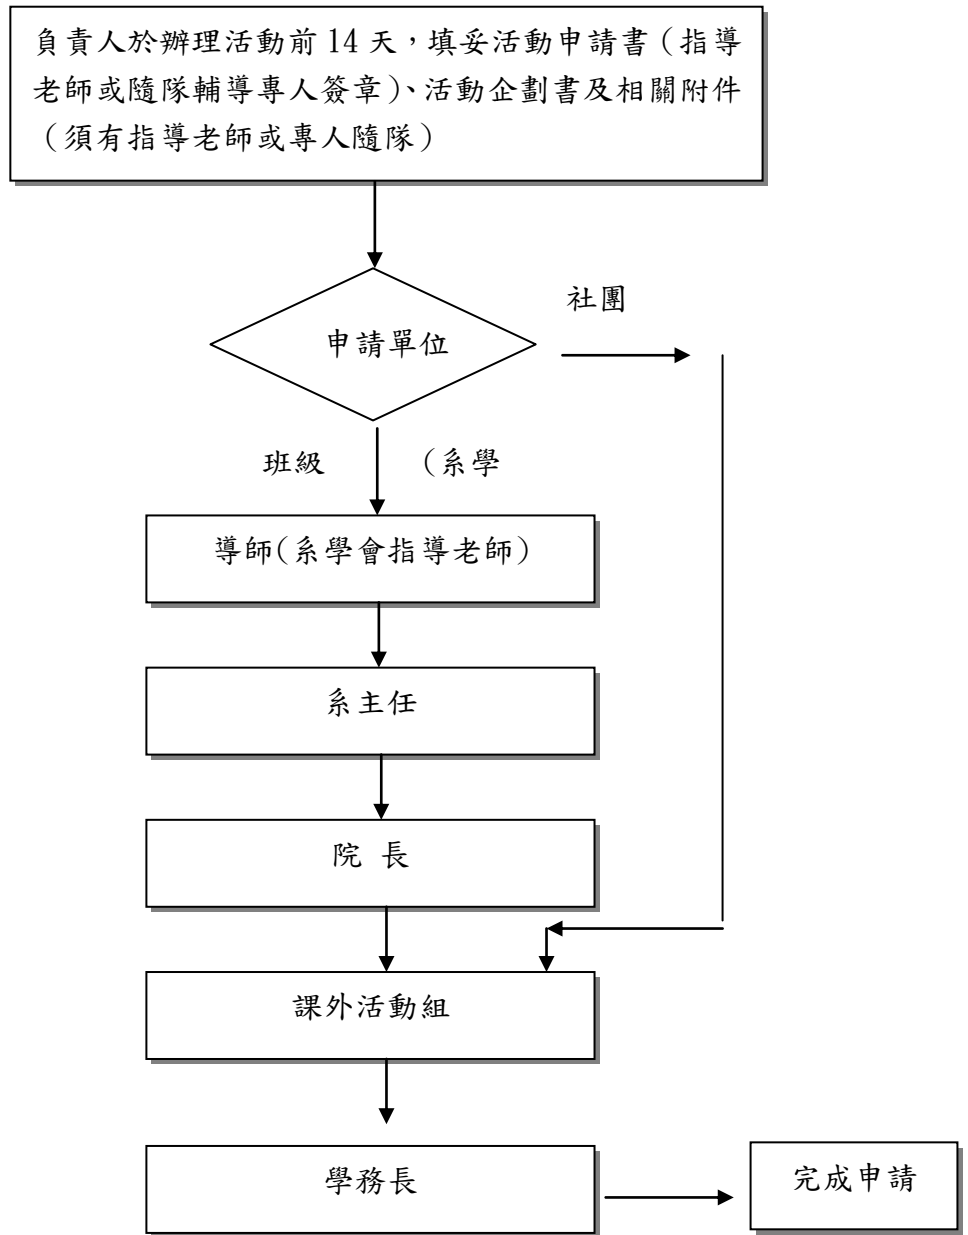 負責人於辦理活動前14天，填妥活動申請書（指導
老師或隨隊輔導專人簽章）、活動企劃書及相關附件
（須有指導老師或專人隨隊）
社團
申請單位
班級 （系學
導師(系學會指導老師)
系主任
院 長
課外活動組
學務長
完成申請